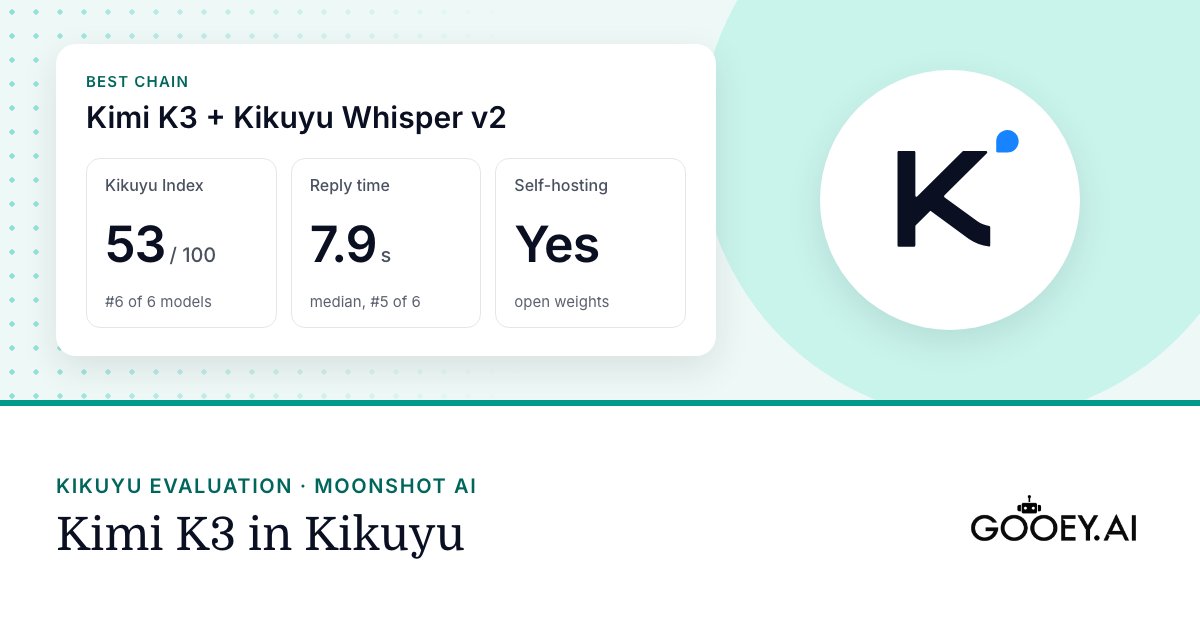 BEST CHAIN
Kimi K3 + Kikuyu Whisper v2
Kikuyu Index
53 / 100
#6 of 6 models
Reply time
7.9 s
median, #5 of 6
Self-hosting
Yes
open weights
K
KIKUYU EVALUATION · MOONSHOT AI
Kimi K3 in Kikuyu
GOOEY.AI